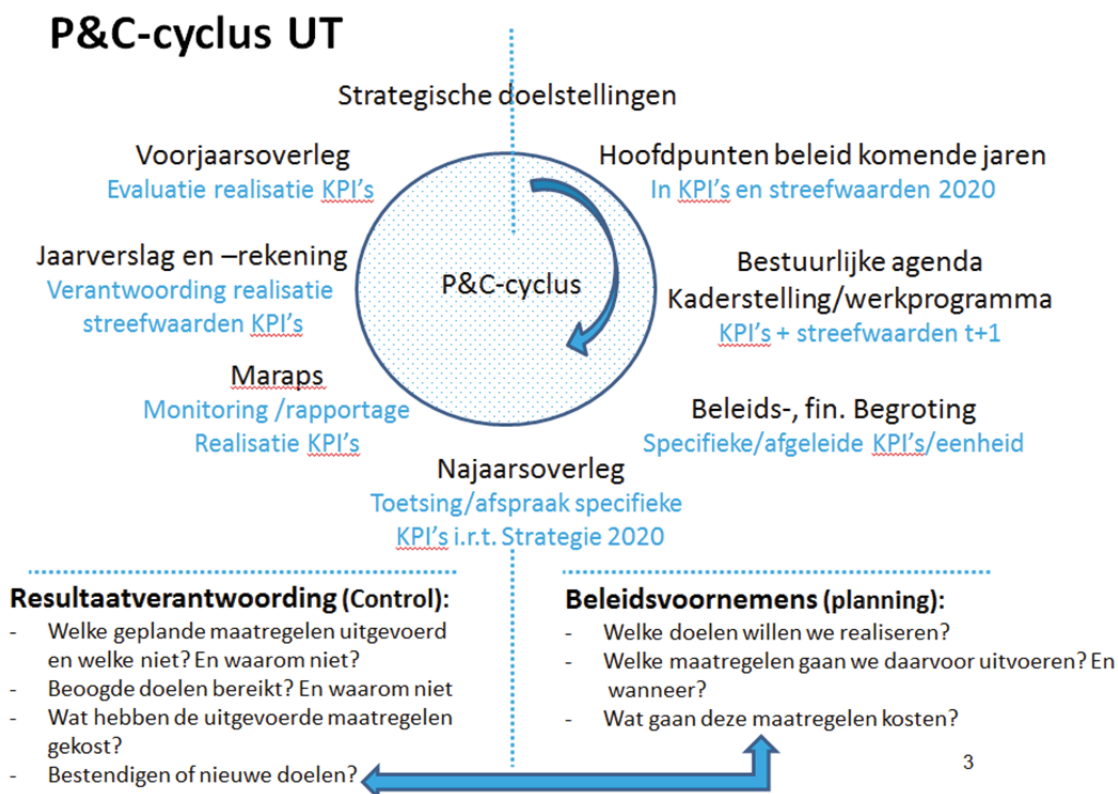 P&C-cyclus UT
Strategische doelstellingen
Voorjaarsoverleg
Evaluatie realisatie KPI's
Hoofdpunten beleid komende jaren
In KPI's en streefwaarden 2020
Jaarverslag en –rekening
Verantwoording realisatie
streefwaarden KPI's
P&C-cyclus
Bestuurlijke agenda
Kaderstelling/werkprogramma
KPI's + streefwaarden t+1
Maraps
Monitoring /rapportage
Realisatie KPI's
Beleids-, fin. Begroting
Specifieke/afgeleide KPI's/eenheid
Najaarsoverleg
Toetsing/afspraak specifieke
KPI's i.r.t. Strategie 2020
Resultaatverantwoording (Control):
- Welke geplande maatregelen uitgevoerd
en welke niet? En waarom niet?
- Beoogde doelen bereikt? En waarom niet
- Wat hebben de uitgevoerde maatregelen
gekost?
- Bestendigen of nieuwe doelen?
Beleidsvoornemens (planning):
- Welke doelen willen we realiseren?
- Welke maatregelen gaan we daarvoor uitvoeren? En
wanneer?
- Wat gaan deze maatregelen kosten?
3